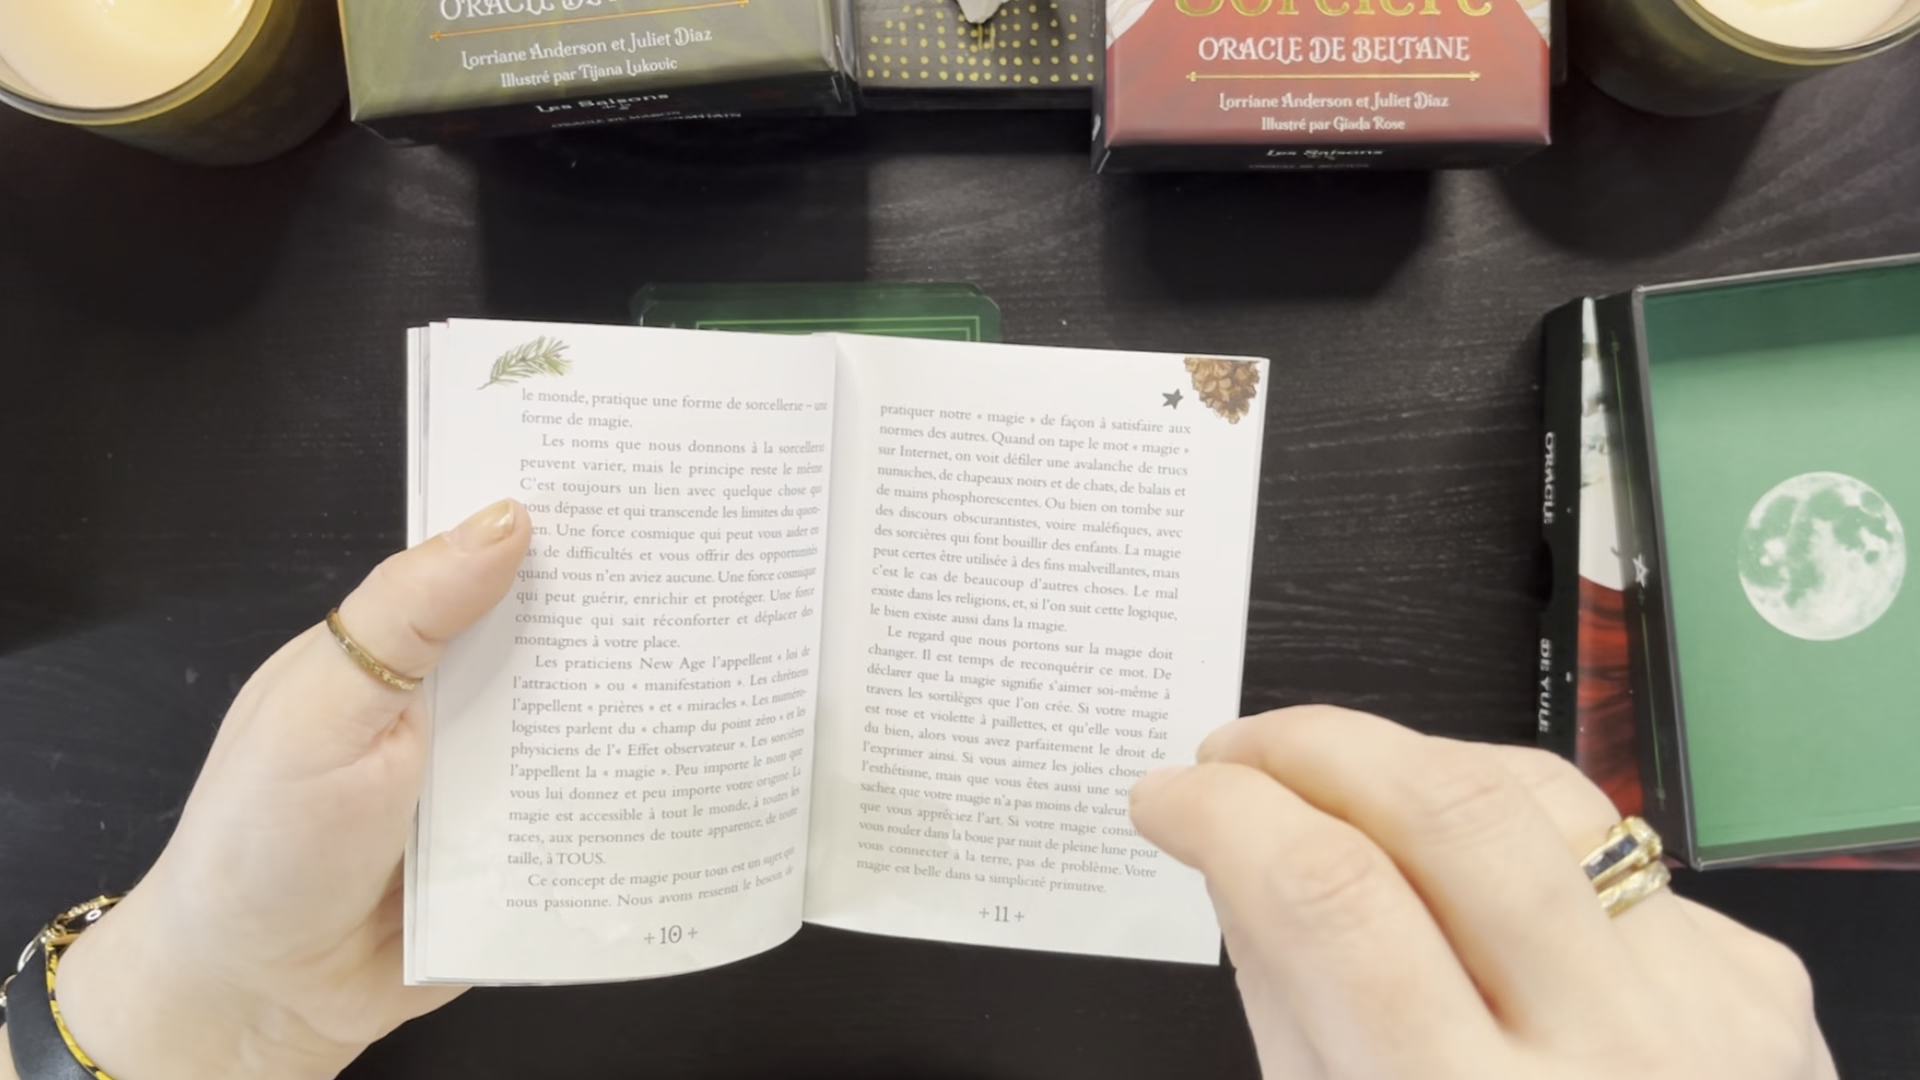 ORACLE DE
Lorriane Anderson et Juliet Diaz
Illustré par Tijana Lukovic
Les Saisons
Sorcière
ORACLE DE BELTANE
Lorriane Anderson et Juliet Diaz
Illustré par Giada Rose
Les Saisons
ORACLE DE YULE
le monde, pratique une forme de sorcellerie – une
forme de magie.
Les noms que nous donnons à la sorcellerie
peuvent varier, mais le principe reste le même.
C'est toujours un lien avec quelque chose qui
nous dépasse et qui transcende les limites du quoti-
en. Une force cosmique qui peut vous aider en
as de difficultés et vous offrir des opportunités
quand vous n'en aviez aucune. Une force cosmique
qui peut guérir, enrichir et protéger. Une force
cosmique qui sait réconforter et déplacer des
montagnes à votre place.
Les praticiens New Age l'appellent « loi de
l'attraction » ou « manifestation ». Les chrétiens
l'appellent « prières » et « miracles ». Les numéro-
logistes parlent du « champ du point zéro » et les
physiciens de l'« Effet observateur ». Les sorcières
l'appellent la « magie ». Peu importe le nom que
vous lui donnez et peu importe votre origine. La
magie est accessible à tout le monde, à toutes les
races, aux personnes de toute apparence, de toute
taille, à TOUS.
Ce concept de magie pour tous est un sujet qui
nous passionne. Nous avons ressenti le besoin de
+ 10 +
pratiquer notre « magie » de façon à satisfaire aux
normes des autres. Quand on tape le mot « magie »
sur Internet, on voit défiler une avalanche de trucs
nunuches, de chapeaux noirs et de chats, de balais et
de mains phosphorescentes. Ou bien on tombe sur
des discours obscurantistes, voire maléfiques, avec
des sorcières qui font bouillir des enfants. La magie
peut certes être utilisée à des fins malveillantes, mais
c'est le cas de beaucoup d'autres choses. Le mal
existe dans les religions, et, si l'on suit cette logique,
le bien existe aussi dans la magie.
Le regard que nous portons sur la magie doit
changer. Il est temps de reconquérir ce mot. De
déclarer que la magie signifie s'aimer soi-même à
travers les sortilèges que l'on crée. Si votre magie
est rose et violette à paillettes, et qu'elle vous fait
du bien, alors vous avez parfaitement le droit de
l'exprimer ainsi. Si vous aimez les jolies choses
l'esthétisme, mais que vous êtes aussi une so
sachez que votre magie n'a pas moins de valeur
que vous appréciez l'art. Si votre magie consi
vous rouler dans la boue par nuit de pleine lune pour
vous connecter à la terre, pas de problème. Votre
magie est belle dans sa simplicité primitive.
+ 11 +